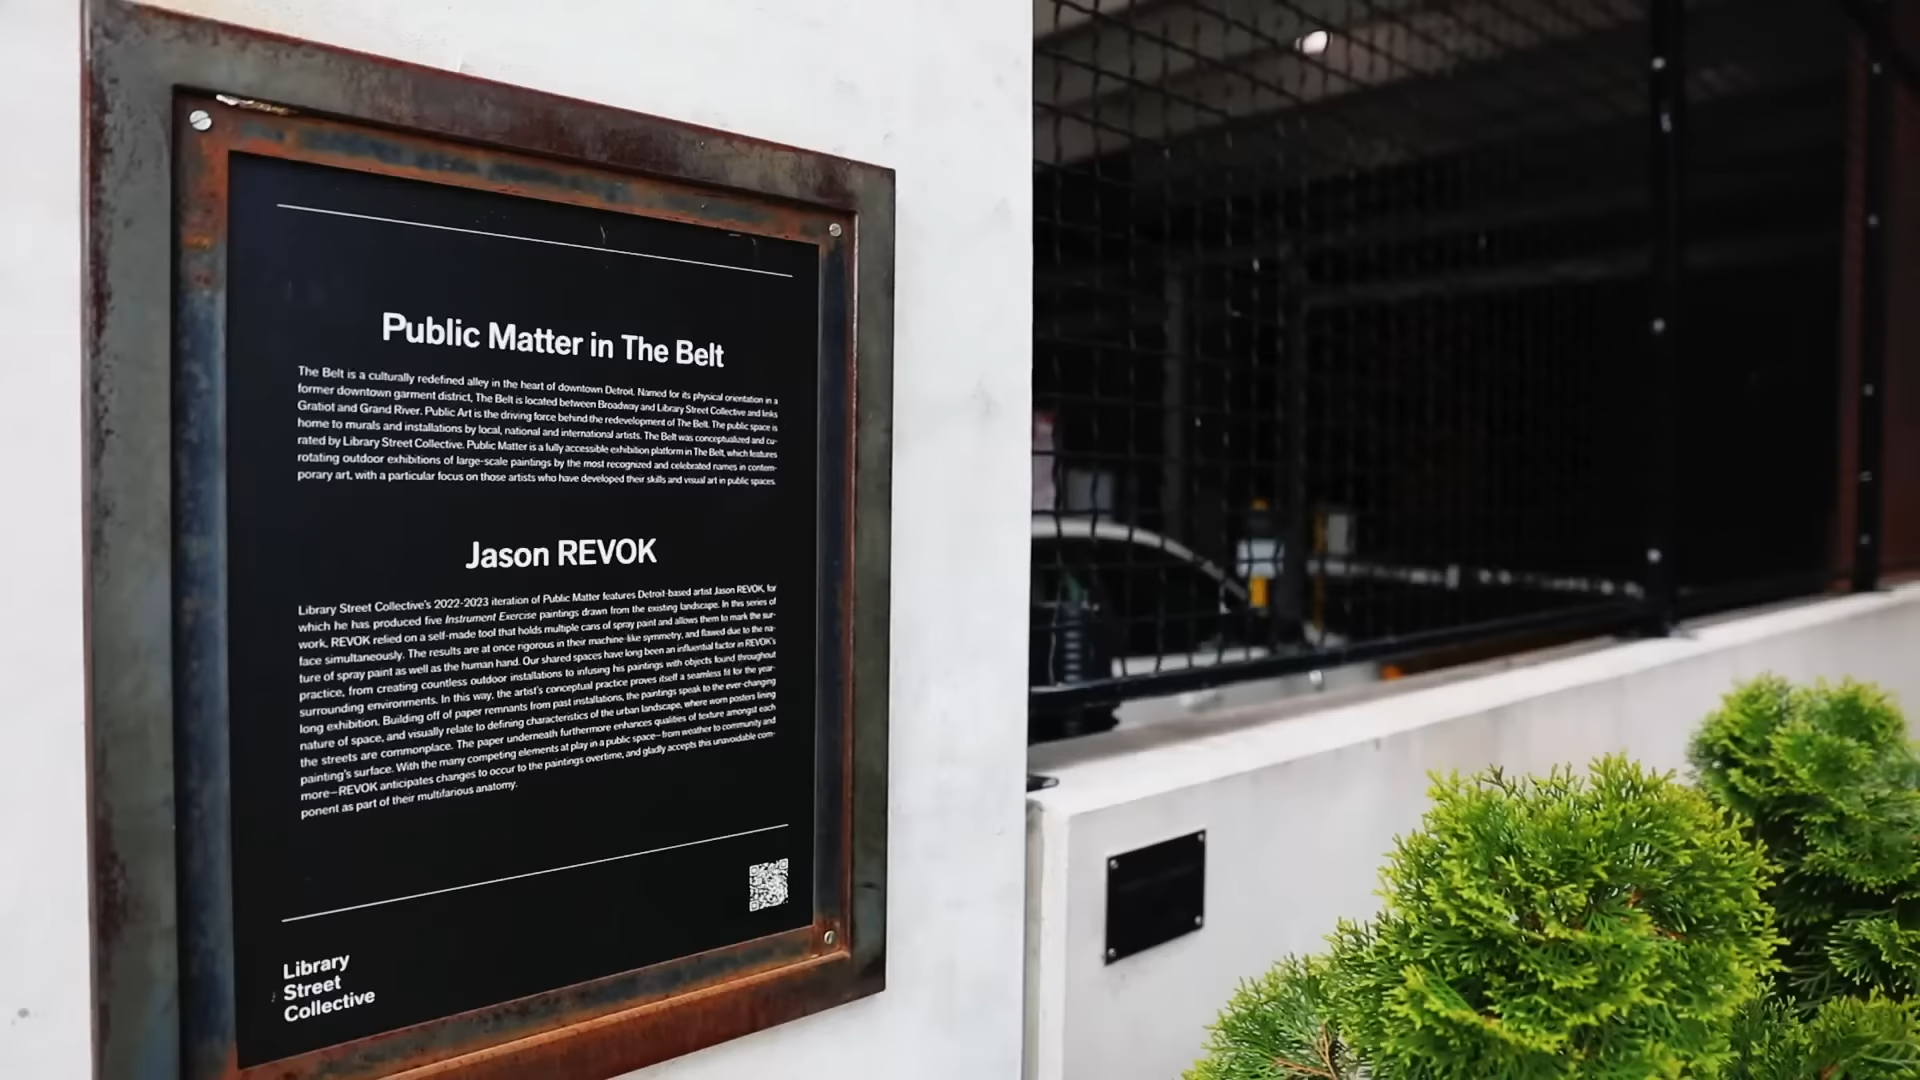 Public Matter in The Belt
The Belt is a culturally redefined alley in the heart of downtown Detroit. Named for its physical orientation in a
former downtown garment district, The Belt is located between Broadway and Library Street Collective and links
Gratiot and Grand River. Public Art is the driving force behind the redevelopment of The Belt. The public space is
home to murals and installations by local, national and international artists. The Belt was conceptualized and cu-
rated by Library Street Collective. Public Matter is a fully accessible exhibition platform in The Belt, which features
rotating outdoor exhibitions of large-scale paintings by the most recognized and celebrated names in contem-
porary art, with a particular focus on those artists who have developed their skills and visual art in public spaces.
Jason REVOK
Library Street Collective's 2022-2023 iteration of Public Matter features Detroit-based artist Jason REVOK, for
which he has produced five Instrument Exercise paintings drawn from the existing landscape. In this series of
work, REVOK relied on a self-made tool that holds multiple cans of spray paint and allows them to mark the sur-
face simultaneously. The results are at once rigorous in their machine-like symmetry, and flawed due to the na-
ture of spray paint as well as the human hand. Our shared spaces have long been an influential factor in REVOK's
practice, from creating countless outdoor installations to infusing his paintings with objects found throughout
surrounding environments. In this way, the artist's conceptual practice proves itself a seamless fit for the year-
long exhibition. Building off of paper remnants from past installations, the paintings speak to the ever-changing
nature of space, and visually relate to defining characteristics of the urban landscape, where worn posters lining
the streets are commonplace. The paper underneath furthermore enhances qualities of texture amongst each
painting's surface. With the many competing elements at play in a public space—from weather to community and
more—REVOK anticipates changes to occur to the paintings overtime, and gladly accepts this unavoidable com-
ponent as part of their multifarious anatomy.
Library
Street
Collective